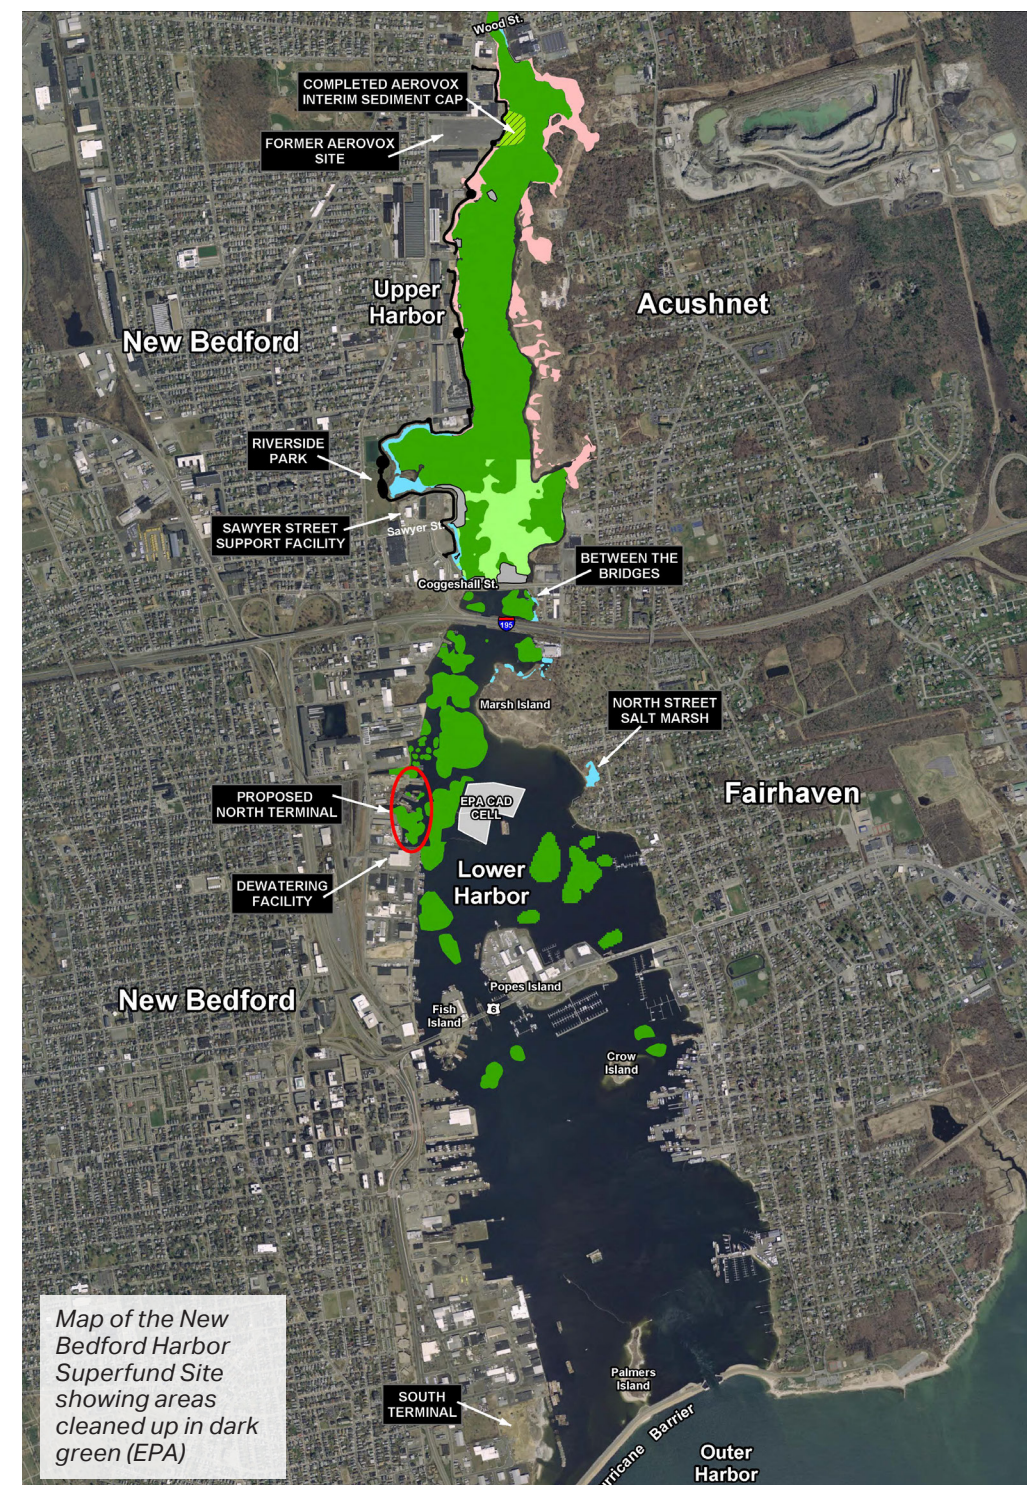 Wood St.
COMPLETED AEROVOX
INTERIM SEDIMENT CAP
FORMER AEROVOX
SITE
Upper
Harbor
Acushnet
New Bedford
RIVERSIDE
PARK
SAWYER STREET
SUPPORT FACILITY
Sawyer St.
BETWEEN THE
BRIDGES
Coggeshall St.
195
Marsh Island
NORTH STREET
SALT MARSH
PROPOSED
NORTH TERMINAL
EPA CAD
CELL
Fairhaven
DEWATERING
FACILITY
Lower
Harbor
Popes Island
New Bedford
Fish
Island
6
Crow
Island
Palmers
Island
SOUTH
TERMINAL
Hurricane Barrier
Outer
Harbor
Map of the New
Bedford Harbor
Superfund Site
showing areas
cleaned up in dark
green (EPA)